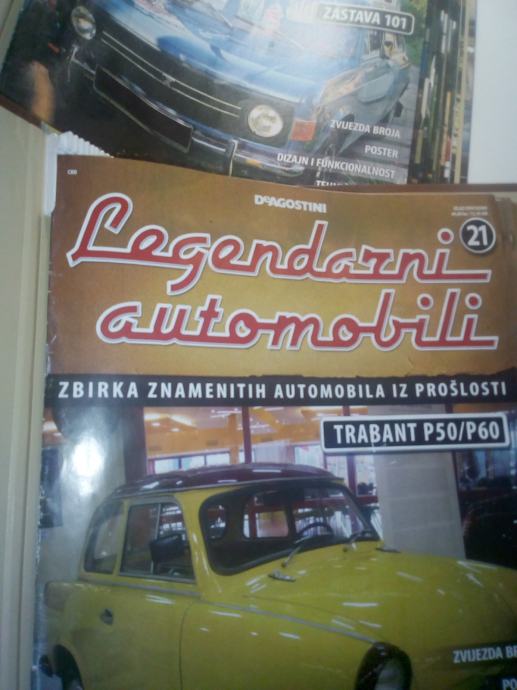 ZASTAVA 101
ZVIJEZDA BROJA
POSTER
DIZAJN I FUNKCIONALNOST
DeAGOSTINI
Legendarni
automobili
21
ZBIRKA ZNAMENITIH AUTOMOBILA IZ PROŠLOSTI
TRABANT P50/P60
ZVIJEZDA